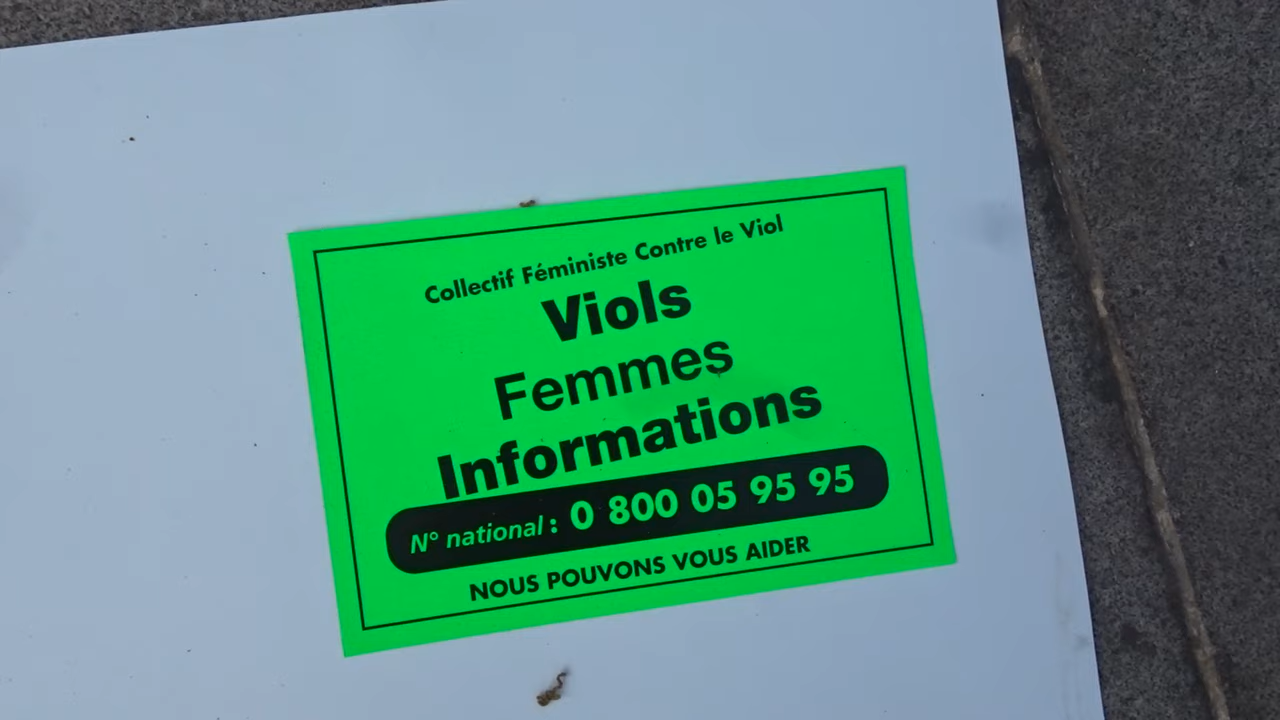 Collectif Féministe Contre le Viol
Viols
Femmes
Informations
N° national : 0 800 05 95 95
NOUS POUVONS VOUS AIDER